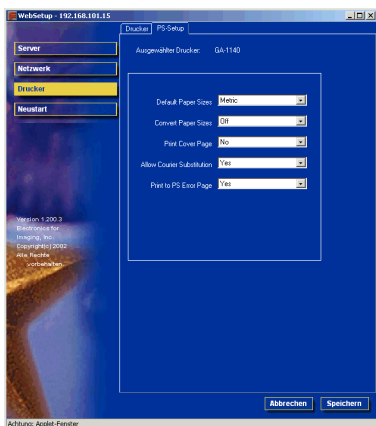 WebSetup - 192.168.101.15
Drucker PS-Setup
Server
Netzwerk
Drucker
Neustart
Ausgewählter Drucker: GA-1140
Default Paper Sizes Metric
Convert Paper Sizes Off
Print Cover Page No
Allow Courier Substitution Yes
Print to PS Error Page Yes
Version 1.200.3
Electronics for
Imaging, Inc.
Copyright(c)2002
Alle Rechte
vorbehalten.
Abbrechen Speichern
Achtung: Applet-Fenster